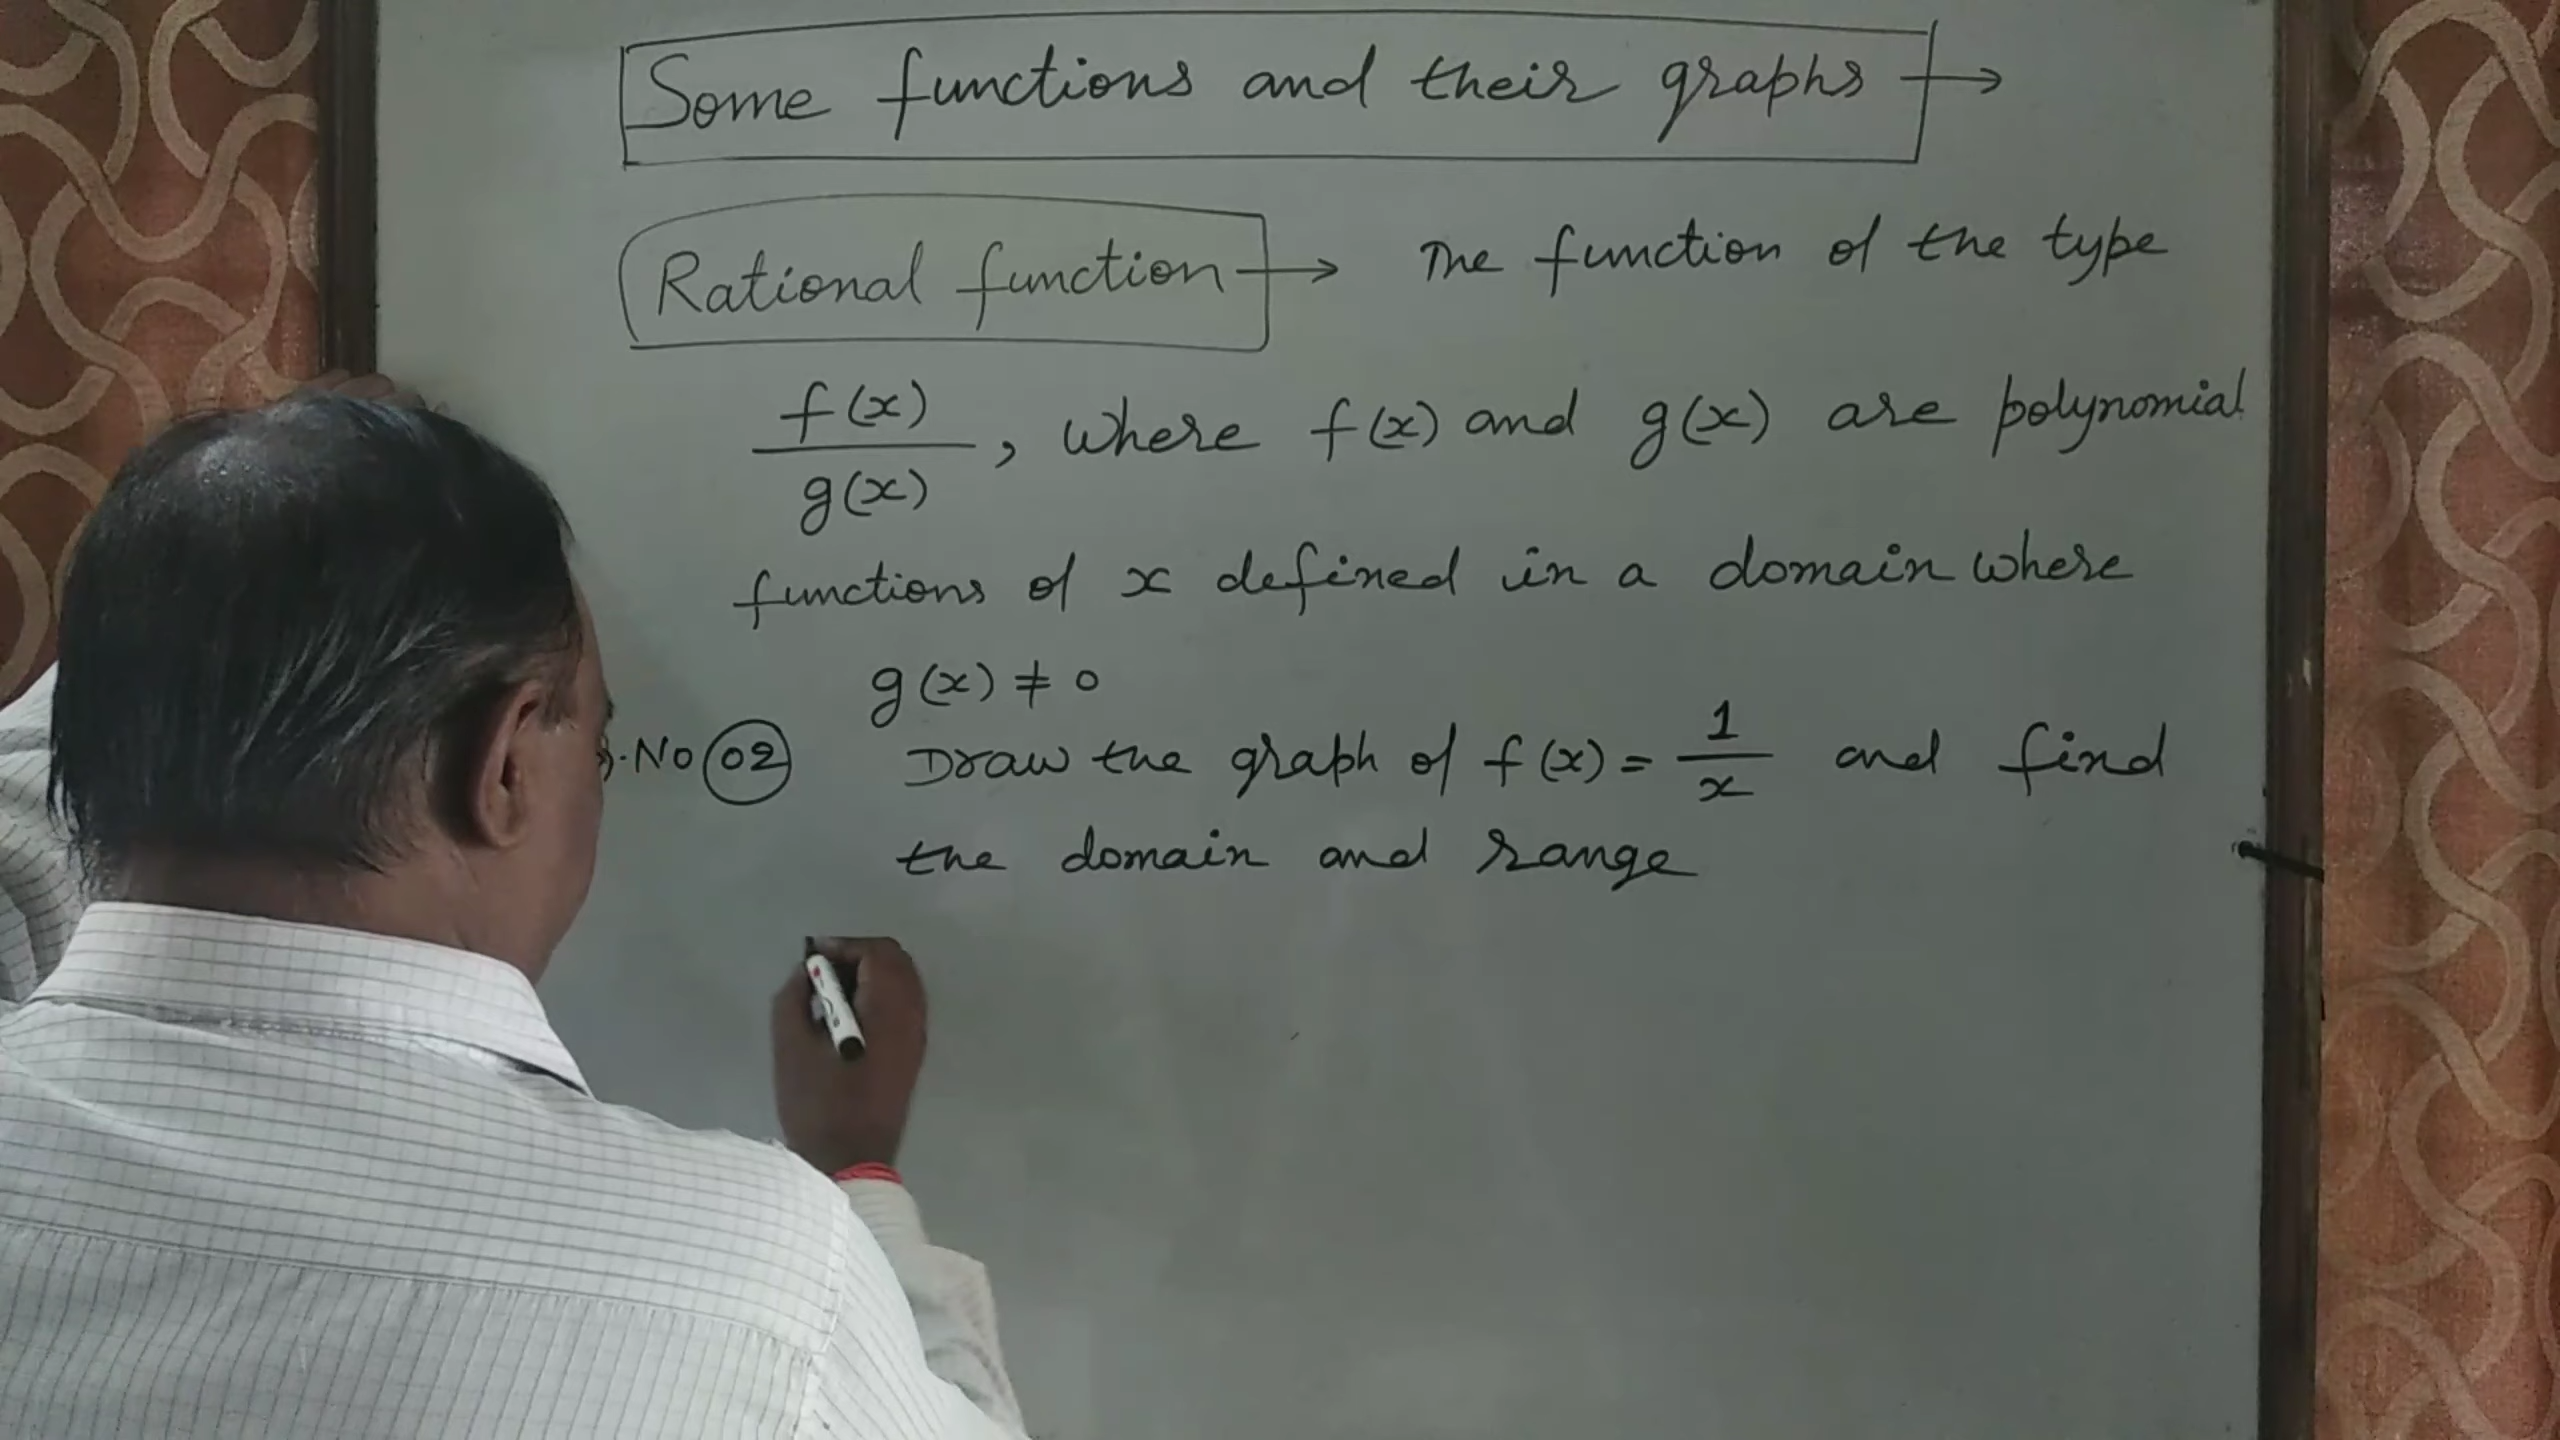 Some functions and their graphs →
Rational function → The function of the type
f(x)/g(x), where f(x) and g(x) are polynomial
functions of x defined in a domain where
g(x) ≠ 0
.No 02 Draw the graph of f(x) = 1/x and find
the domain and range